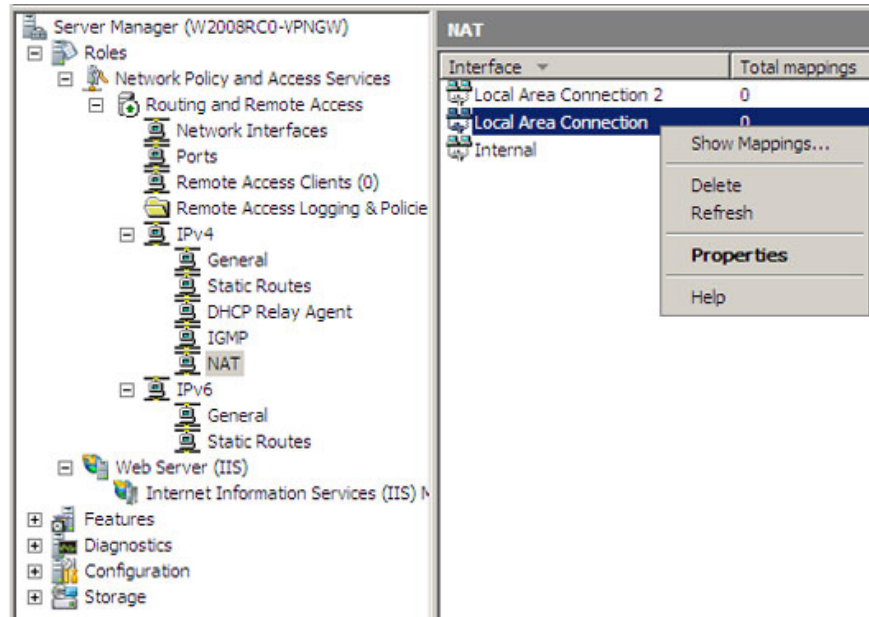 Server Manager (W2008RC0-VPNGW)
Roles
Network Policy and Access Services
Routing and Remote Access
Network Interfaces
Ports
Remote Access Clients (0)
Remote Access Logging & Policie
IPv4
General
Static Routes
DHCP Relay Agent
IGMP
NAT
IPv6
General
Static Routes
Web Server (IIS)
Internet Information Services (IIS) M
Features
Diagnostics
Configuration
Storage
NAT
Interface Total mappings
Local Area Connection 2 0
Local Area Connection 0
Internal
Show Mappings...
Delete
Refresh
Properties
Help